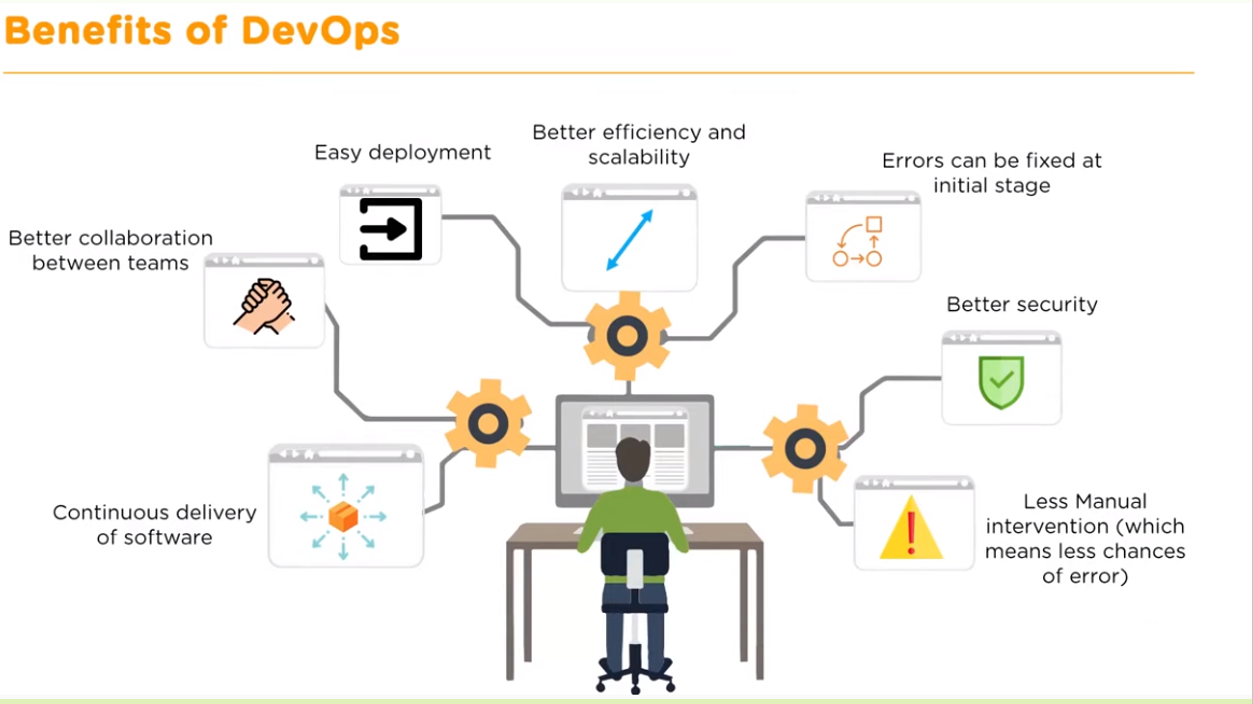 Benefits of DevOps
Better efficiency and
scalability
Easy deployment
Errors can be fixed at
initial stage
Better collaboration
between teams
Better security
Continuous delivery
of software
Less Manual
intervention (which
means less chances
of error)